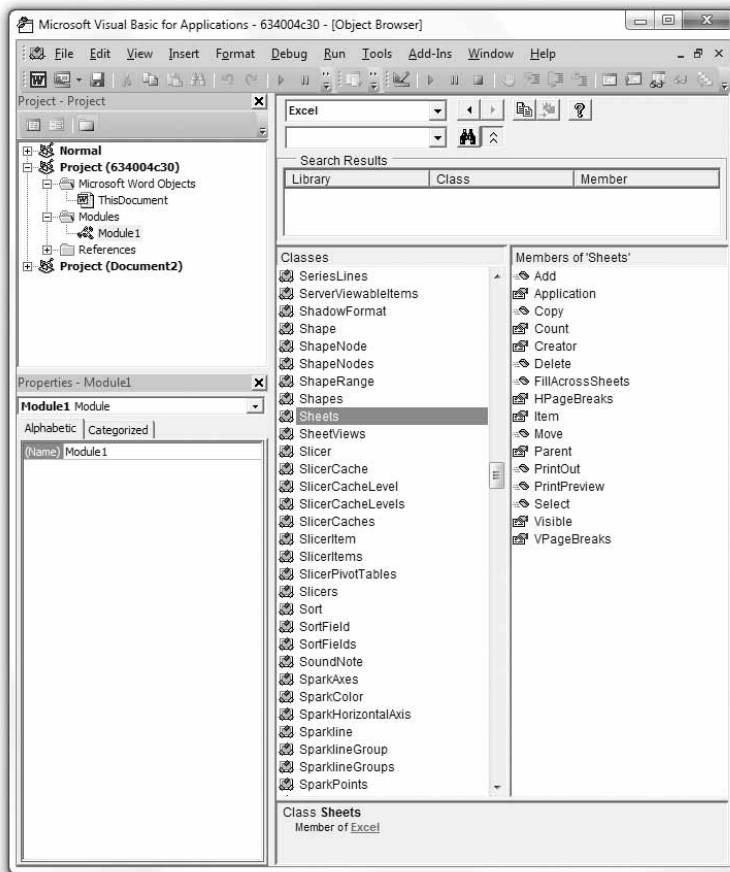 Microsoft Visual Basic for Applications - 634004c30 - [Object Browser]
File Edit View Insert Format Debug Run Tools Add-Ins Window Help
Project - Project
Normal
Project (634004c30)
Microsoft Word Objects
ThisDocument
Modules
Module1
References
Project (Document2)
Properties - Module1
Module1 Module
Alphabetic Categorized
(Name) Module1
Excel
Search Results
Library Class Member
Classes
SeriesLines
ServerViewableItems
ShadowFormat
Shape
ShapeNode
ShapeNodes
ShapeRange
Shapes
Sheets
SheetViews
Slicer
SlicerCache
SlicerCacheLevel
SlicerCacheLevels
SlicerCaches
SlicerItem
SlicerItems
SlicerPivotTables
Slicers
Sort
SortField
SortFields
SoundNote
SparkAxes
SparkColor
SparkHorizontalAxis
Sparkline
SparklineGroup
SparklineGroups
SparkPoints
Members of 'Sheets'
Add
Application
Copy
Count
Creator
Delete
FillAcrossSheets
HPageBreaks
Item
Move
Parent
PrintOut
PrintPreview
Select
Visible
VPageBreaks
Class Sheets
Member of Excel